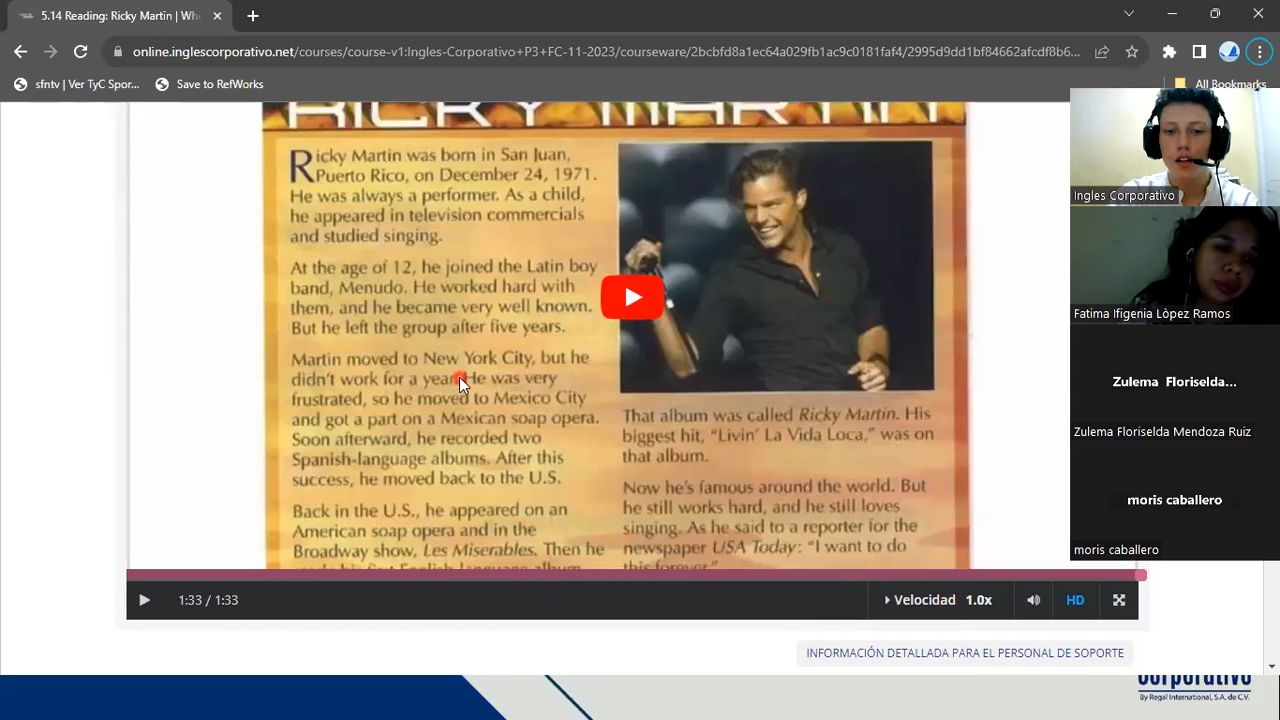 5.14 Reading: Ricky Martin | Wh
online.inglescorporativo.net/courses/course-v1:Ingles-Corporativo+P3+FC-11-2023/courseware/2bcbfd8a1ec64a029fb1ac9c0181faf4/2995d9dd1bf84662afcdf8b6...
sfntv | Ver TyC Spor...
Save to RefWorks
All Bookmarks
RICKY MARTIN
Ricky Martin was born in San Juan,
Puerto Rico, on December 24, 1971.
He was always a performer. As a child,
he appeared in television commercials
and studied singing.
At the age of 12, he joined the Latin boy
band, Menudo. He worked hard with
them, and he became very well known.
But he left the group after five years.
Martin moved to New York City, but he
didn't work for a year. He was very
frustrated, so he moved to Mexico City
and got a part on a Mexican soap opera.
Soon afterward, he recorded two
Spanish-language albums. After this
success, he moved back to the U.S.
Back in the U.S., he appeared on an
American soap opera and in the
Broadway show, Les Miserables. Then he
made his first English-language album.
That album was called Ricky Martin. His
biggest hit, "Livin' La Vida Loca," was on
that album.
Now he's famous around the world. But
he still works hard, and he still loves
singing. As he said to a reporter for the
newspaper USA Today: "I want to do
this forever."
1:33 / 1:33
Velocidad 1.0x
HD
INFORMACIÓN DETALLADA PARA EL PERSONAL DE SOPORTE
Ingles Corporativo
Fatima Ifigenia Lòpez Ramos
Zulema Floriselda...
Zulema Floriselda Mendoza Ruiz
moris caballero
moris caballero
corporativo
By Regal International, S.A. de C.V.